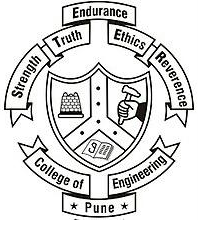 Endurance
Strength Truth Ethics Reverence
College of Engineering
* Pune *